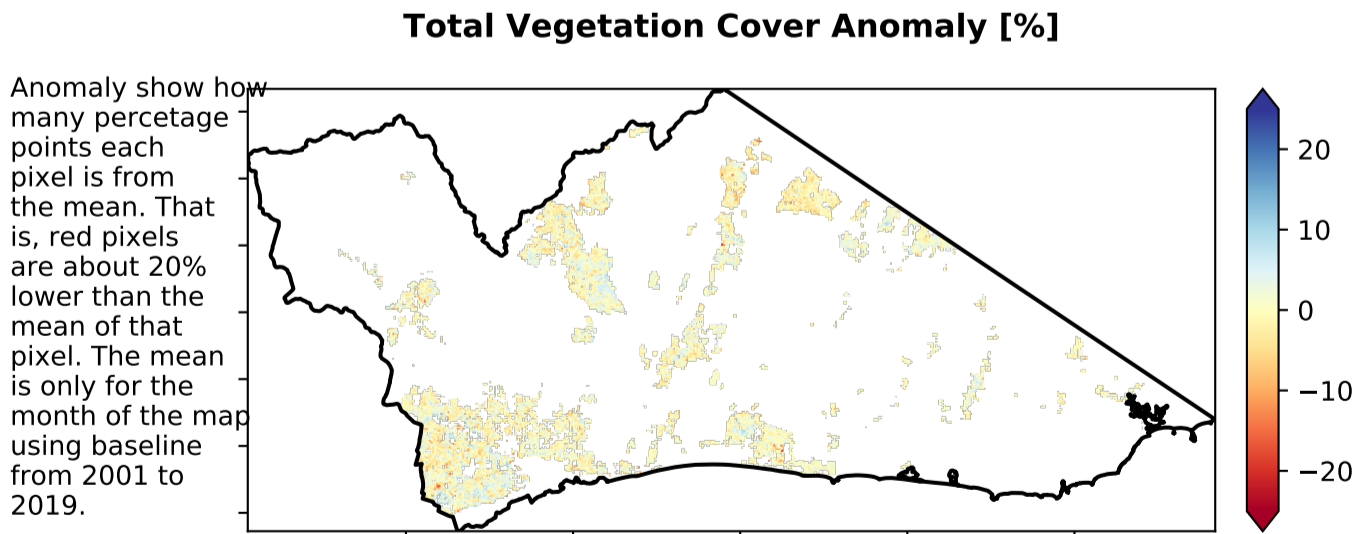 Total Vegetation Cover Anomaly [%]
Anomaly show how
many percetage
points each
pixel is from
the mean. That
is, red pixels
are about 20%
lower than the
mean of that
pixel. The mean
is only for the
month of the map
using baseline
from 2001 to
2019.
20
10
0
−10
−20